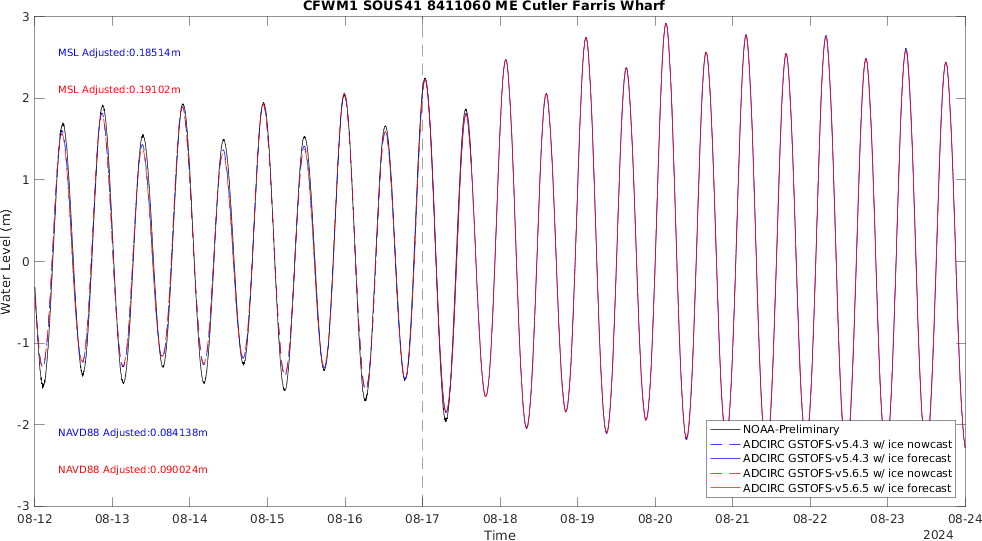 CFWM1 SOUS41 8411060 ME Cutler Farris Wharf
3
2
1
0
-1
-2
-3
Water Level (m)
MSL Adjusted:0.18514m
MSL Adjusted:0.19102m
NAVD88 Adjusted:0.084138m
NAVD88 Adjusted:0.090024m
NOAA-Preliminary
ADCIRC GSTOFS-v5.4.3 w/ ice nowcast
ADCIRC GSTOFS-v5.4.3 w/ ice forecast
ADCIRC GSTOFS-v5.6.5 w/ ice nowcast
ADCIRC GSTOFS-v5.6.5 w/ ice forecast
08-12 08-13 08-14 08-15 08-16 08-17 08-18 08-19 08-20 08-21 08-22 08-23 08-24
Time
2024